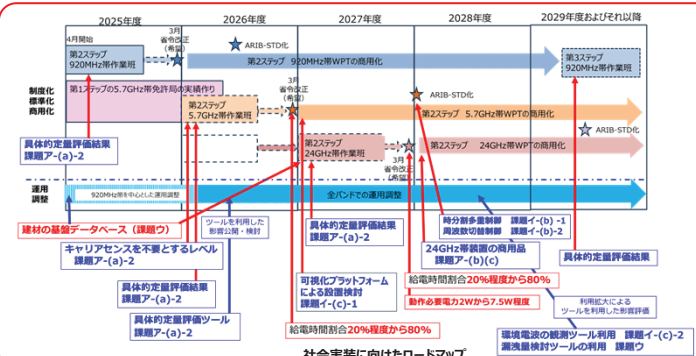 2025年度
2026年度
2027年度
2028年度
2029年度およびそれ以降
4月開始
第2ステップ
920MHz帯作業班
3月
省令改正
(希望)
ARIB-STD化
第2ステップ 920MHz帯WPTの商用化
第3ステップ
920MHz帯作業班
制度化
標準化
商用化
第1ステップの5.7GHz帯免許局の実績作り
第2ステップ
5.7GHz帯作業班
3月
省令改正
(希望)
ARIB-STD化
第2ステップ 5.7GHz帯WPTの商用化
第2ステップ
24GHz帯作業班
3月
省令改正
(希望)
ARIB-STD化
第2ステップ 24GHz帯WPTの商用化
具体的定量評価結果
課題ア-(a)-2
運用
調整
920MHz帯を中心とした運用調整
全バンドでの運用調整
建材の基盤データベース（課題ウ）
ツールを利用した
影響公開・検討
キャリアセンスを不要とするレベル
課題ア-(a)-2
具体的定量評価結果
課題ア-(a)-2
具体的定量評価ツール
課題ア-(a)-2
具体的定量評価結果
課題ア-(a)-2
可視化プラットフォーム
による設置検討
課題イ-(c)-1
給電時間割合20%程度から80%
時分割多重制御 課題イ-(b) -1
周波数切替制御 課題イ-(b)-2
24GHz帯装置の商用品
課題ア-(b)(c)
給電時間割合20%程度から80%
動作必要電力2Wから7.5W程度
具体的定量評価結果
利用拡大による
ツールを利用した影響評価
環境電波の観測ツール利用 課題イ-(c)-2
漏洩量検討ツールの利用 課題ウ
社会実装に向けたロードマップ